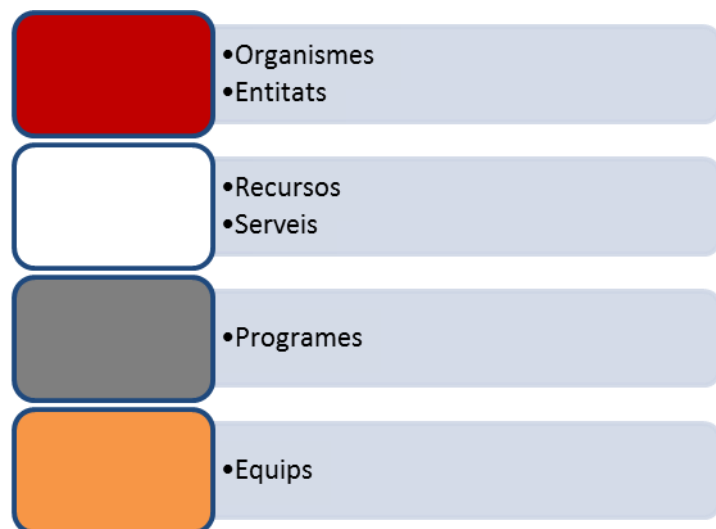 •Organismes
•Entitats
•Recursos
•Serveis
•Programes
•Equips